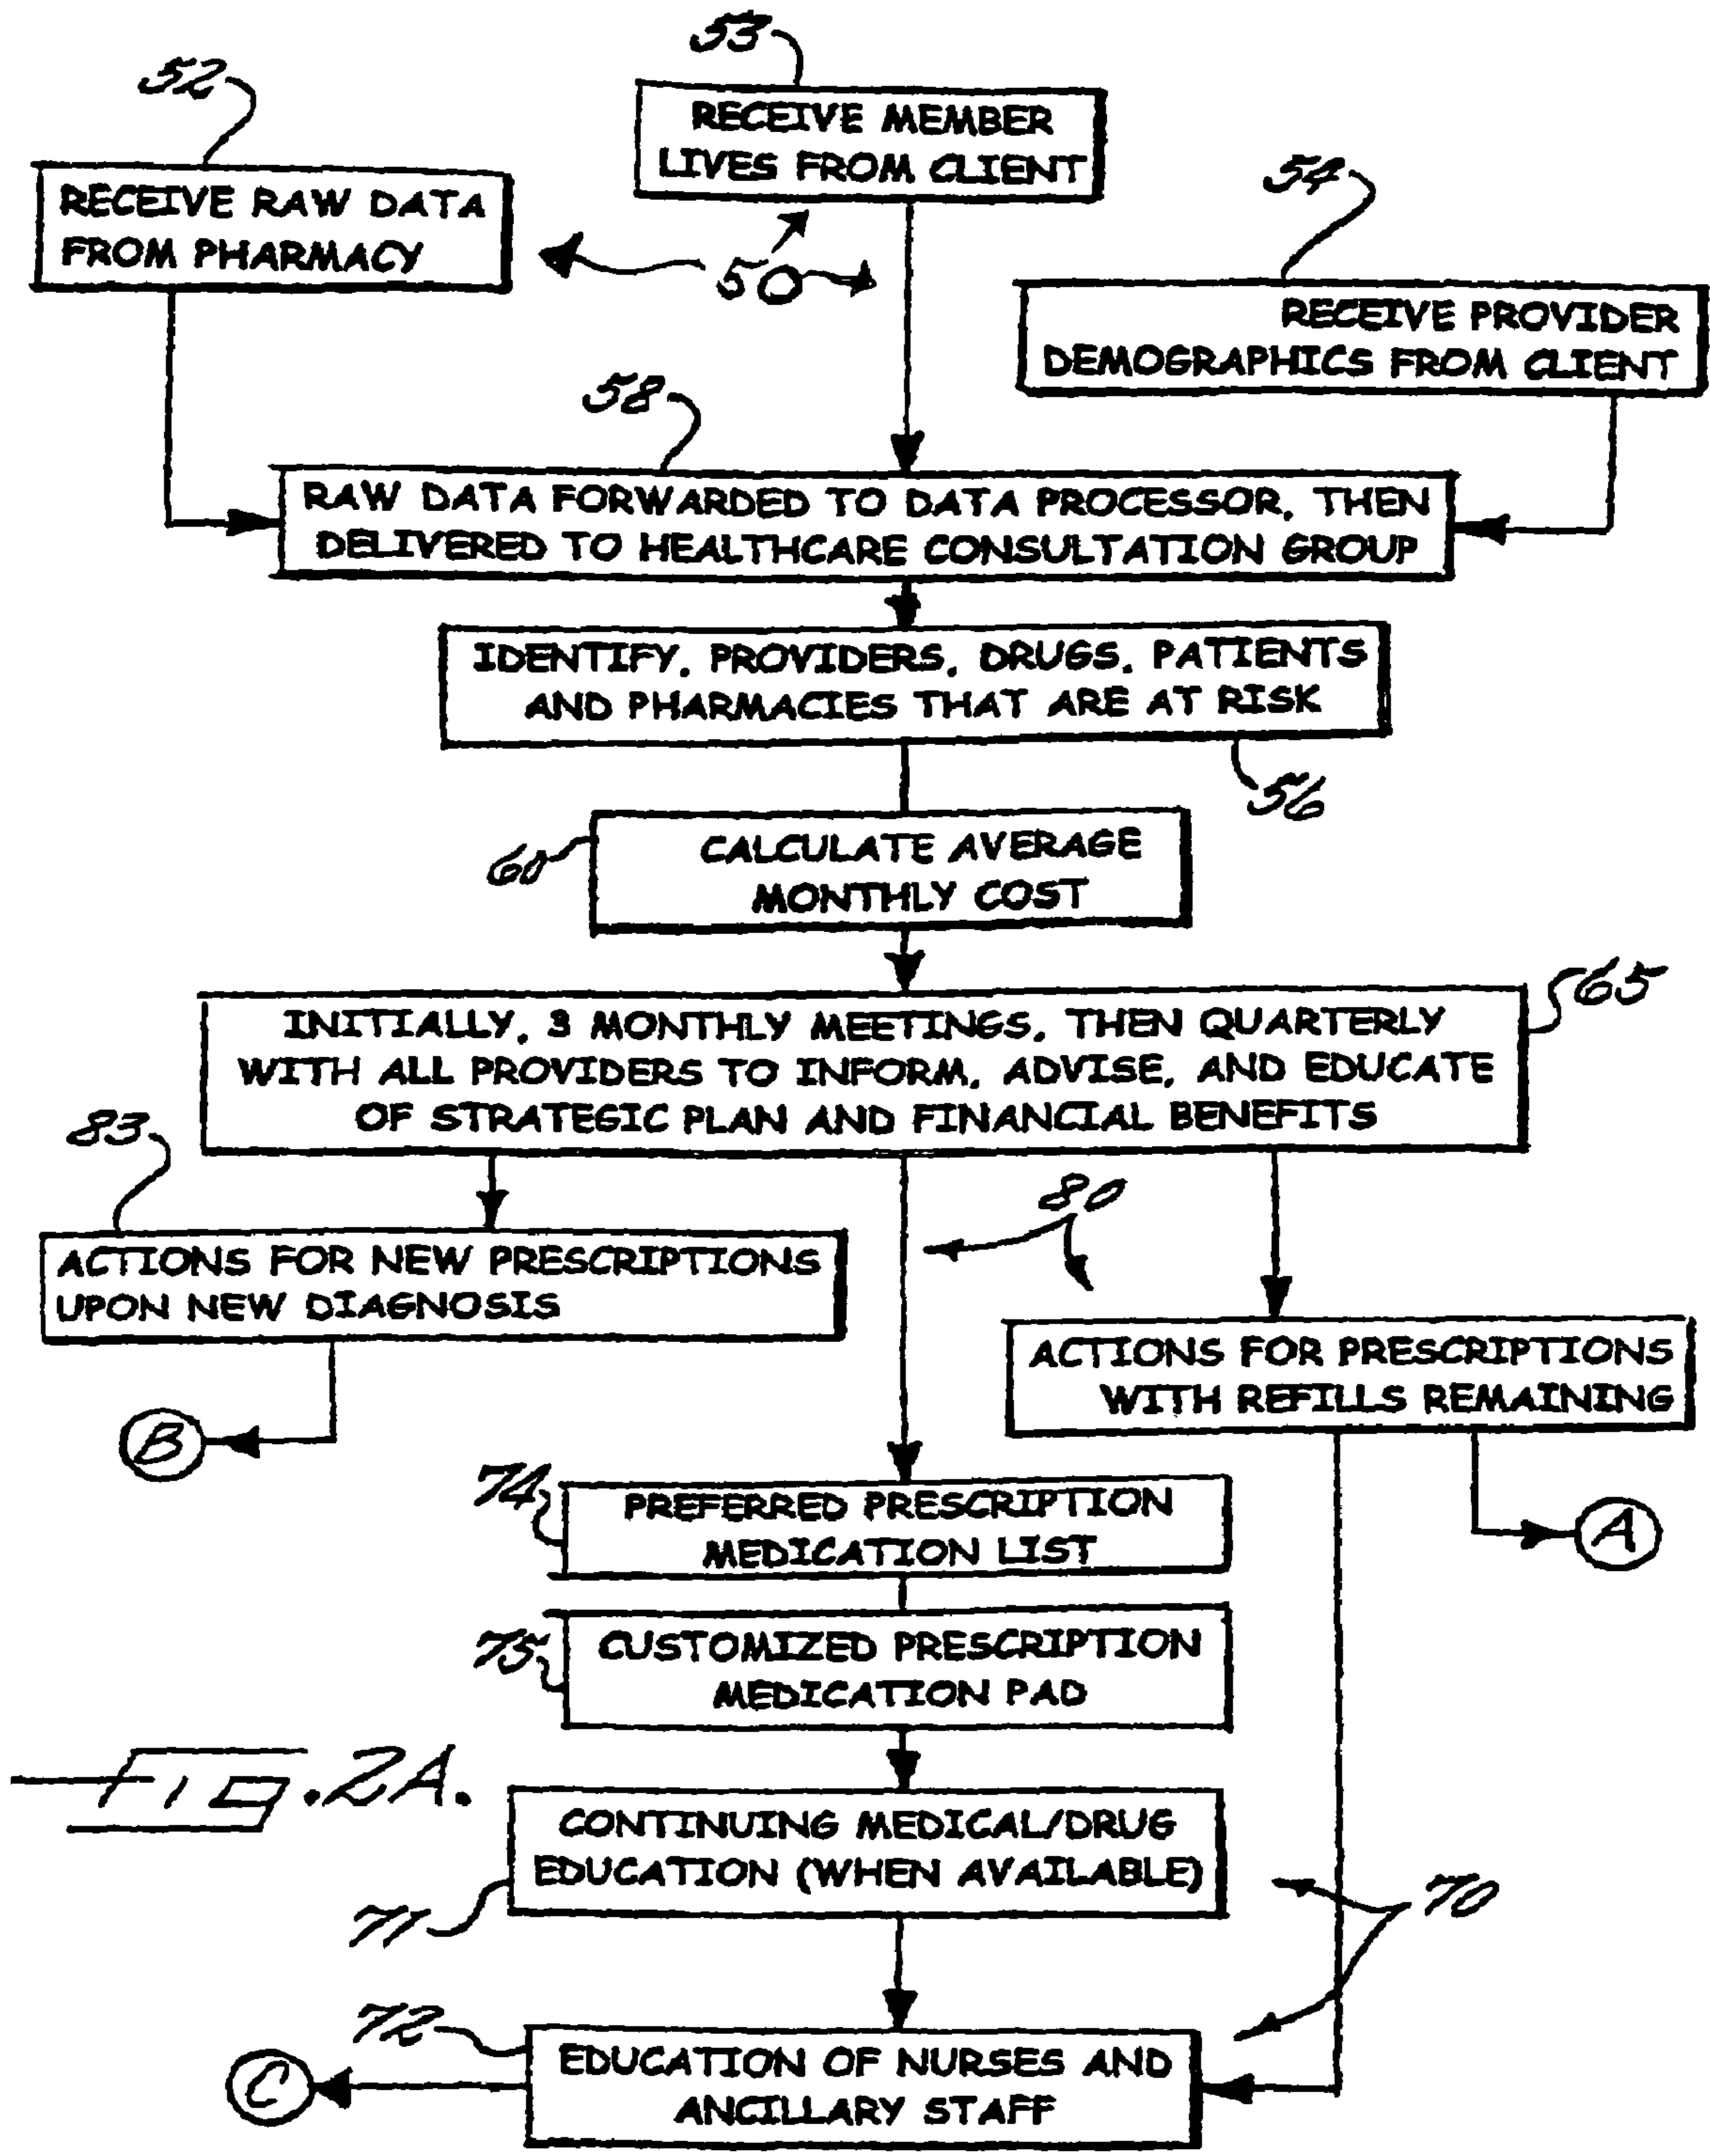 53
52
RECEIVE MEMBER
LIVES FROM CLIENT
54
RECEIVE RAW DATA
FROM PHARMACY
50
RECEIVE PROVIDER
DEMOGRAPHICS FROM CLIENT
58
RAW DATA FORWARDED TO DATA PROCESSOR, THEN
DELIVERED TO HEALTHCARE CONSULTATION GROUP
IDENTIFY, PROVIDERS, DRUGS, PATIENTS
AND PHARMACIES THAT ARE AT RISK
56
60
CALCULATE AVERAGE
MONTHLY COST
65
INITIALLY, 3 MONTHLY MEETINGS, THEN QUARTERLY
WITH ALL PROVIDERS TO INFORM, ADVISE, AND EDUCATE
OF STRATEGIC PLAN AND FINANCIAL BENEFITS
83
80
ACTIONS FOR NEW PRESCRIPTIONS
UPON NEW DIAGNOSIS
ACTIONS FOR PRESCRIPTIONS
WITH REFILLS REMAINING
B
A
74
PREFERRED PRESCRIPTION
MEDICATION LIST
75
CUSTOMIZED PRESCRIPTION
MEDICATION PAD
Fig. 2A.
CONTINUING MEDICAL/DRUG
EDUCATION (WHEN AVAILABLE)
71
70
72
EDUCATION OF NURSES AND
ANCILLARY STAFF
C